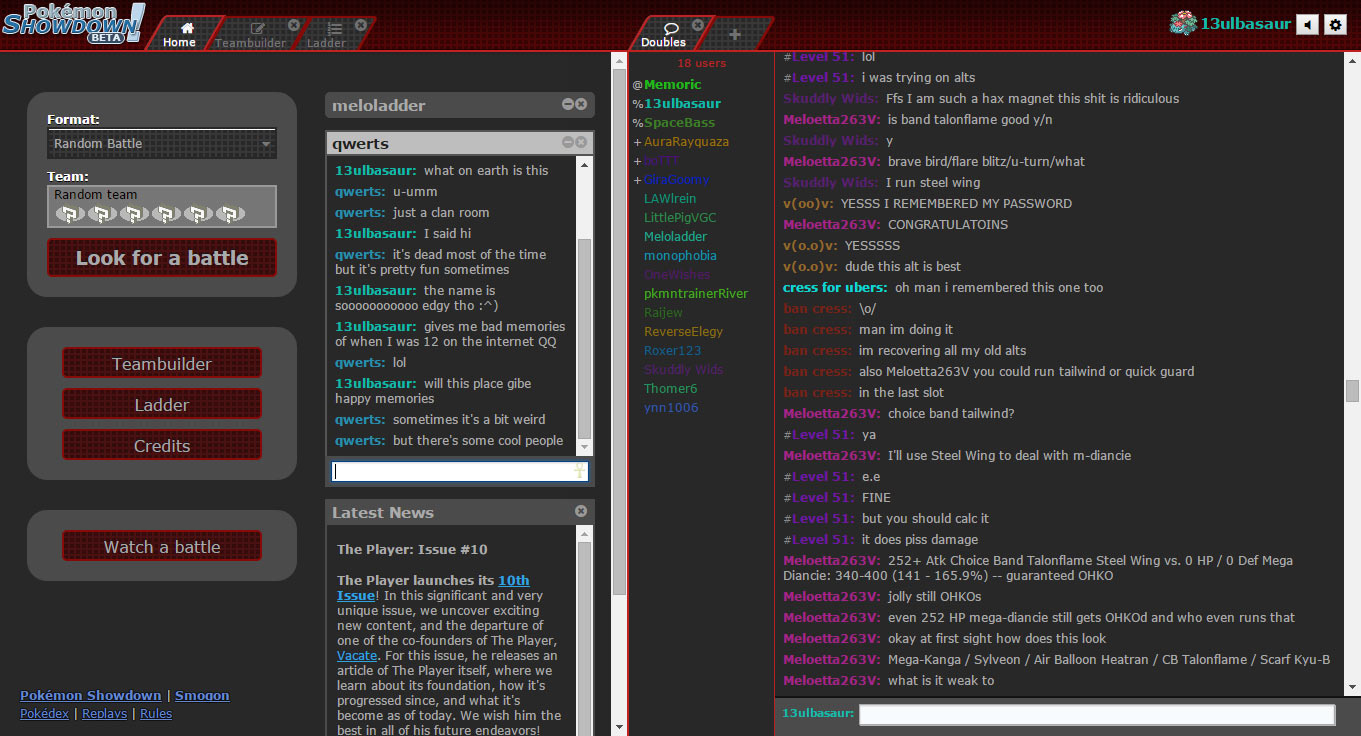 Pokémon
SHOWDOWN!
BETA
Home
Teambuilder
Ladder
Doubles
+
13ulbasaur
Format:
Random Battle
Team:
Random team
? ? ? ? ? ?
Look for a battle
Teambuilder
Ladder
Credits
Watch a battle
Pokémon Showdown | Smogon
Pokédex | Replays | Rules
meloladder
qwerts
13ulbasaur: what on earth is this
qwerts: u-umm
qwerts: just a clan room
13ulbasaur: I said hi
qwerts: it's dead most of the time
but it's pretty fun sometimes
13ulbasaur: the name is
sooooooooooo edgy tho :^)
13ulbasaur: gives me bad memories
of when I was 12 on the internet QQ
qwerts: lol
13ulbasaur: will this place gibe
happy memories
qwerts: sometimes it's a bit weird
qwerts: but there's some cool people
Latest News
The Player: Issue #10
The Player launches its 10th
Issue! In this significant and very
unique issue, we uncover exciting
new content, and the departure of
one of the co-founders of The Player,
Vacate. For this issue, he releases an
article of The Player itself, where we
learn about its foundation, how it's
progressed since, and what it's
become as of today. We wish him the
best in all of his future endeavors!
18 users
@Memoric
%13ulbasaur
%SpaceBass
+AuraRayquaza
+
+
LAWlrein
LittlePigVGC
Meloladder
monophobia
OneWishes
pkmntrainerRiver
Raijew
ReverseElegy
Roxer123
Skuddly Wids
Thomer6
ynn1006
#Level 51: lol
#Level 51: i was trying on alts
Skuddly Wids: Ffs I am such a hax magnet this shit is ridiculous
Meloetta263V: is band talonflame good y/n
Skuddly Wids: y
Meloetta263V: brave bird/flare blitz/u-turn/what
Skuddly Wids: I run steel wing
v(oo)v: YESSS I REMEMBERED MY PASSWORD
Meloetta263V: CONGRATULATOINS
v(o.o)v: YESSSSS
v(o.o)v: dude this alt is best
cress for ubers: oh man i remembered this one too
ban cress: \o/
ban cress: man im doing it
ban cress: im recovering all my old alts
ban cress: also Meloetta263V you could run tailwind or quick guard
ban cress: in the last slot
Meloetta263V: choice band tailwind?
#Level 51: ya
Meloetta263V: I'll use Steel Wing to deal with m-diancie
#Level 51: e.e
#Level 51: FINE
#Level 51: but you should calc it
#Level 51: it does piss damage
Meloetta263V: 252+ Atk Choice Band Talonflame Steel Wing vs. 0 HP / 0 Def Mega
Diancie: 340-400 (141 - 165.9%) -- guaranteed OHKO
Meloetta263V: jolly still OHKOs
Meloetta263V: even 252 HP mega-diancie still gets OHKOd and who even runs that
Meloetta263V: okay at first sight how does this look
Meloetta263V: Mega-Kanga / Sylveon / Air Balloon Heatran / CB Talonflame / Scarf Kyu-B
Meloetta263V: what is it weak to
13ulbasaur: